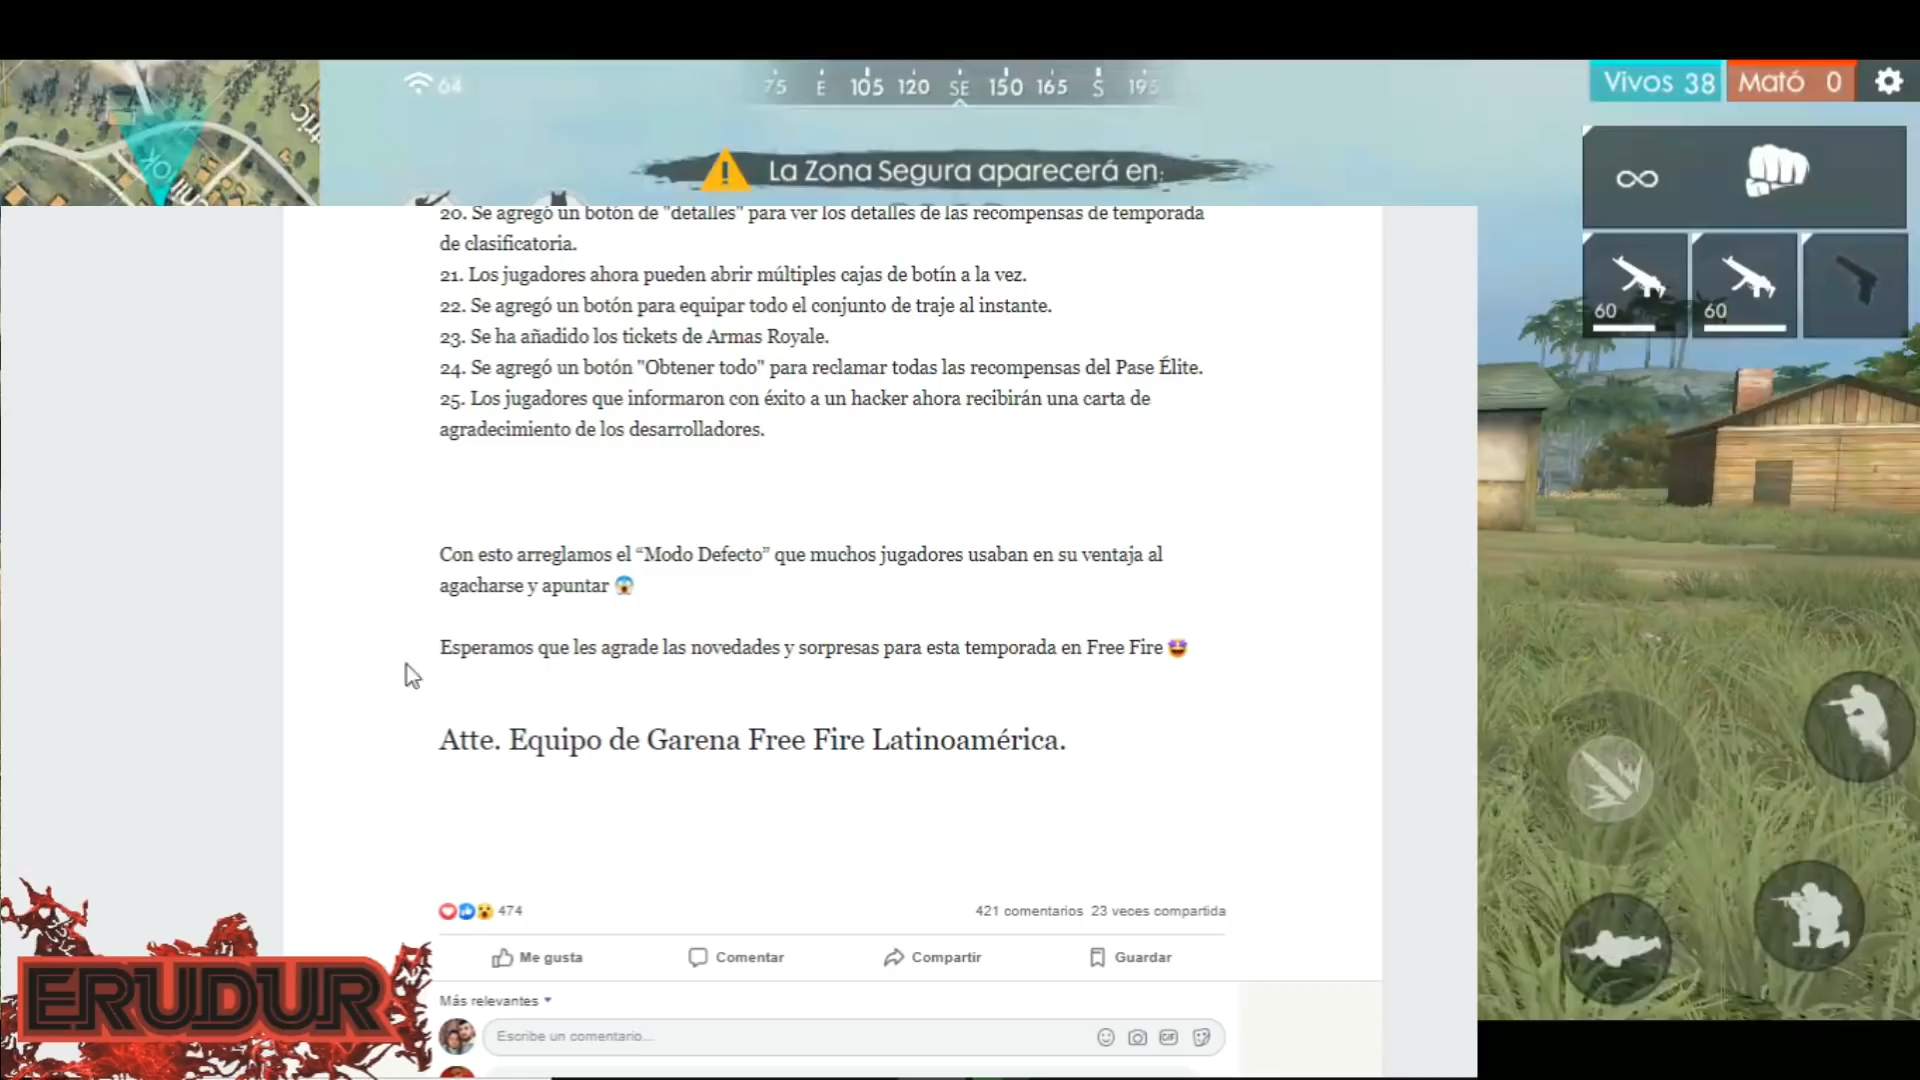 64
75 E 105 120 SE 150 165 S 195
Vivos 38 Mató 0
La Zona Segura aparecerá en:
60 60
20. Se agregó un botón de "detalles" para ver los detalles de las recompensas de temporada
de clasificatoria.
21. Los jugadores ahora pueden abrir múltiples cajas de botín a la vez.
22. Se agregó un botón para equipar todo el conjunto de traje al instante.
23. Se ha añadido los tickets de Armas Royale.
24. Se agregó un botón "Obtener todo" para reclamar todas las recompensas del Pase Élite.
25. Los jugadores que informaron con éxito a un hacker ahora recibirán una carta de
agradecimiento de los desarrolladores.
Con esto arreglamos el “Modo Defecto” que muchos jugadores usaban en su ventaja al
agacharse y apuntar 😱
Esperamos que les agrade las novedades y sorpresas para esta temporada en Free Fire 🤩
Atte. Equipo de Garena Free Fire Latinoamérica.
474 421 comentarios 23 veces compartida
Me gusta Comentar Compartir Guardar
Más relevantes
Escribe un comentario...
GIF
ERUDUR